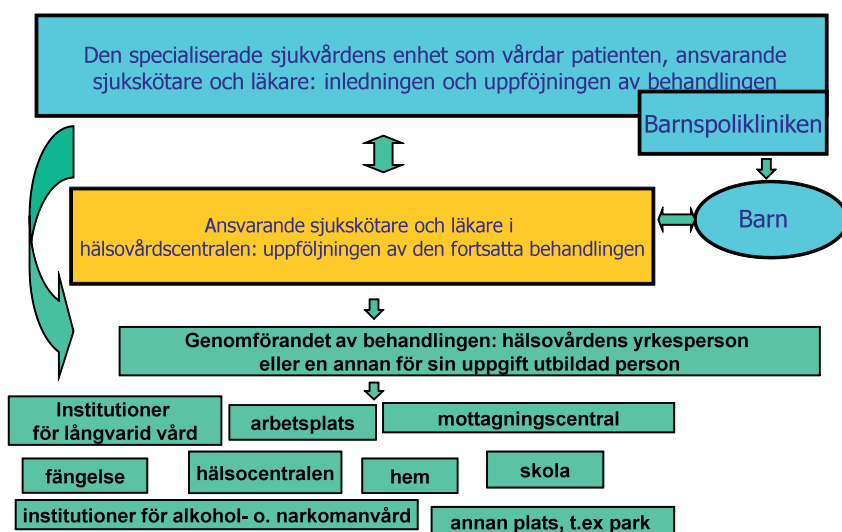 Den specialiserade sjukvårdens enhet som vårdar patienten, ansvarande
sjukskötare och läkare: inledningen och uppföjningen av behandlingen
Barnspolikliniken
Barn
Ansvarande sjukskötare och läkare i
hälsovårdscentralen: uppföljningen av den fortsatta behandlingen
Genomförandet av behandlingen: hälsovårdens yrkesperson
eller en annan för sin uppgift utbildad person
Institutioner
för långvarid vård
arbetsplats
mottagningscentral
fängelse
hälsocentralen
hem
skola
institutioner för alkohol- o. narkomanvård
annan plats, t.ex park